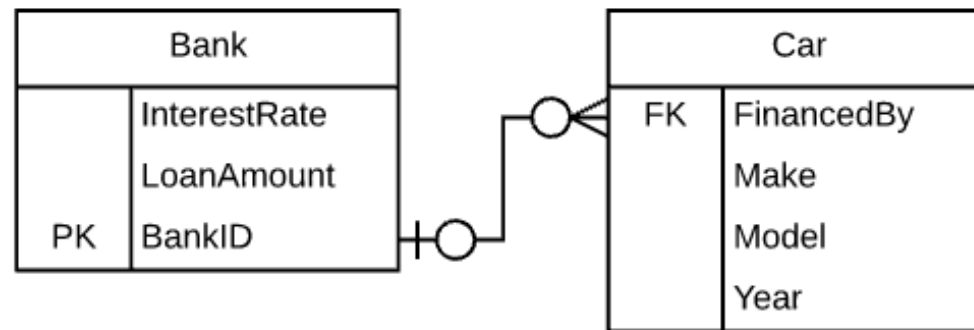 Bank
InterestRate
LoanAmount
PK BankID
Car
FK FinancedBy
Make
Model
Year